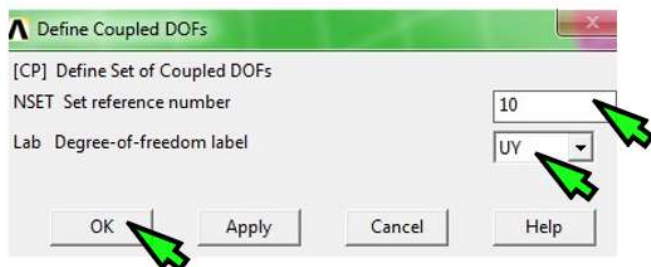 Define Coupled DOFs
[CP] Define Set of Coupled DOFs
NSET Set reference number 10
Lab Degree-of-freedom label UY
OK Apply Cancel Help